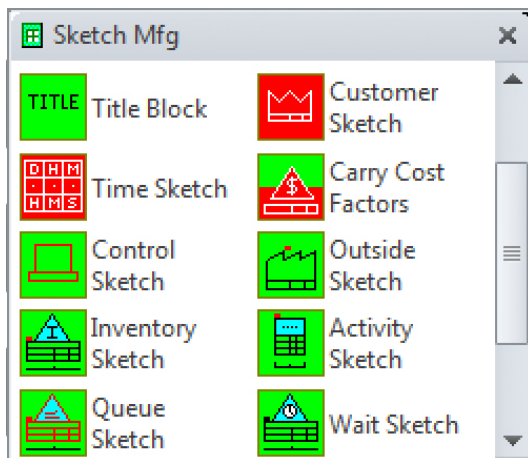 Sketch Mfg
TITLE
Title Block
Customer
Sketch
D H M
H M S
Time Sketch
$
Carry Cost
Factors
Control
Sketch
Outside
Sketch
I
Inventory
Sketch
Activity
Sketch
Queue
Sketch
Wait Sketch